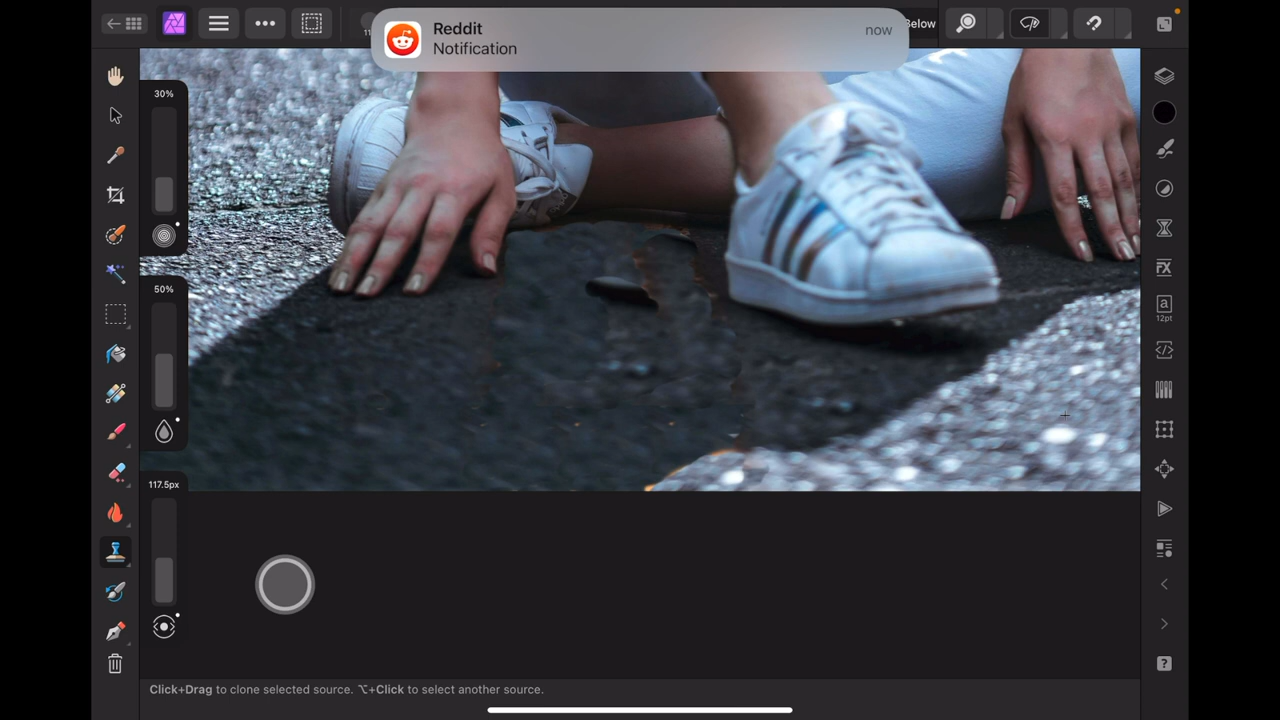 Reddit
Notification
now
Below
30%
50%
117.5px
FX
a
12pt
?
Click+Drag to clone selected source. ⌥+Click to select another source.